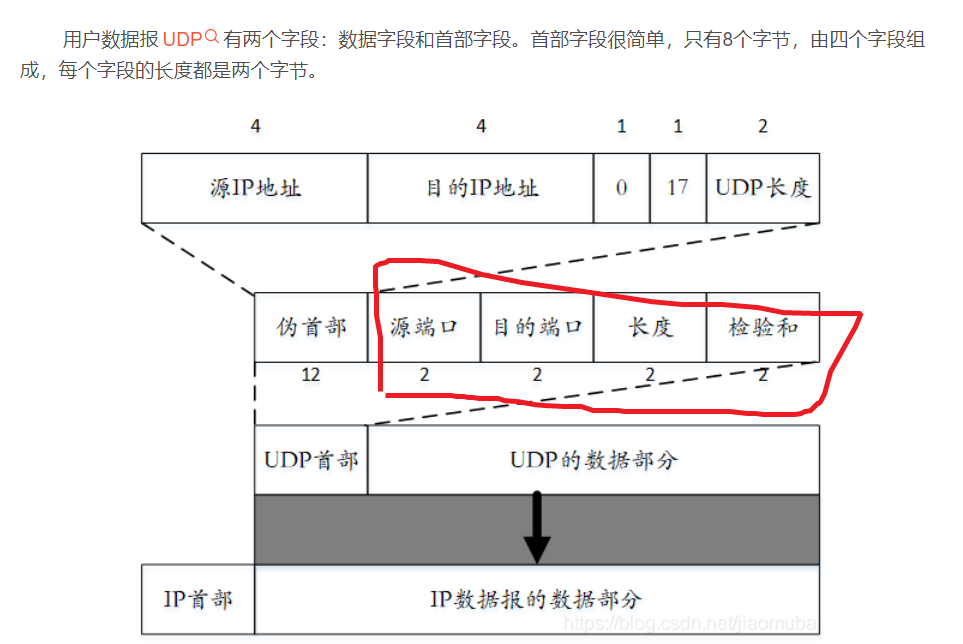 用户数据报 UDP 有两个字段：数据字段和首部字段。首部字段很简单，只有8个字节，由四个字段组
成，每个字段的长度都是两个字节。
4 4 1 1 2
源IP地址 目的IP地址 0 17 UDP长度
伪首部 源端口 目的端口 长度 检验和
12 2 2 2 2
UDP首部 UDP的数据部分
IP首部 IP数据报的数据部分
https://blog.csdn.net/jiaomuba